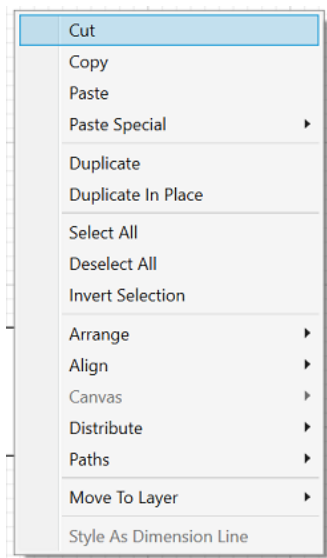 Cut
Copy
Paste
Paste Special
Duplicate
Duplicate In Place
Select All
Deselect All
Invert Selection
Arrange
Align
Canvas
Distribute
Paths
Move To Layer
Style As Dimension Line